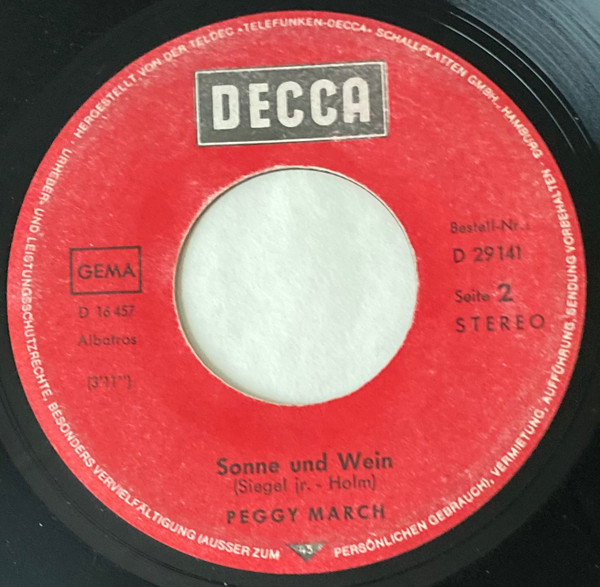 · HERGESTELLT VON DER TELDEC »TELEFUNKEN-DECCA« SCHALLPLATTEN GMBH., HAMBURG
DECCA
GEMA
D 16 457
Albatros
(3'11")
Bestell-Nr.:
D 29141
Seite 2
STEREO
Sonne und Wein
(Siegel jr. - Holm)
PEGGY MARCH
URHEBER- UND LEISTUNGSSCHUTZRECHTE, BESONDERS VERVIELFÄLTIGUNG (AUSSER ZUM
45
PERSÖNLICHEN GEBRAUCH), VERMIETUNG, AUFFÜHRUNG, SENDUNG VORBEHALTEN ·